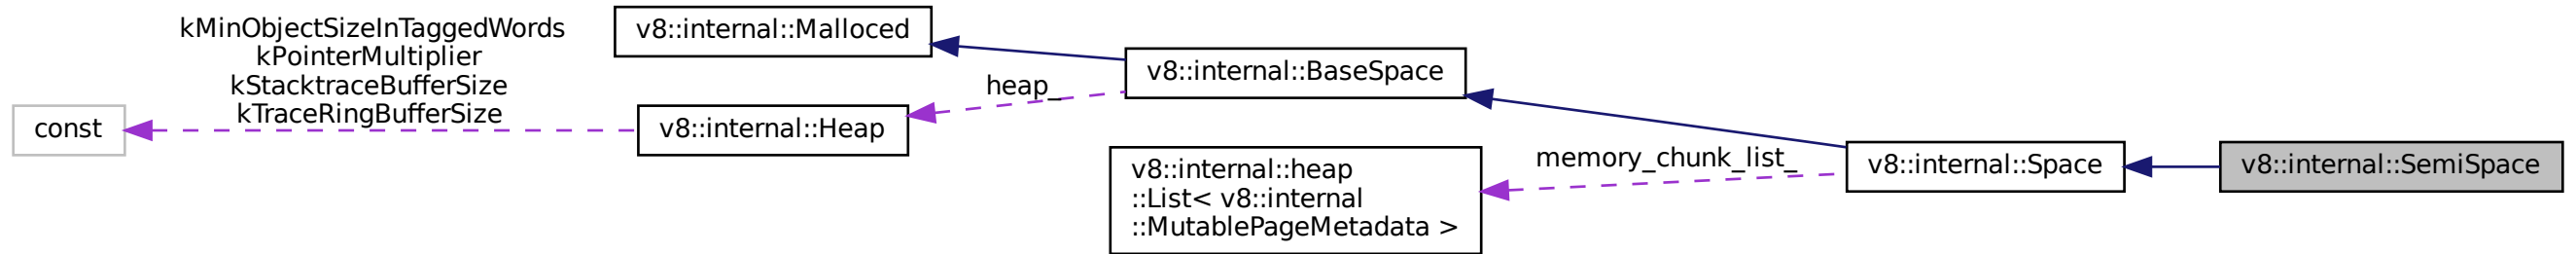 kMinObjectSizeInTaggedWords
kPointerMultiplier
kStacktraceBufferSize
kTraceRingBufferSize
const
v8::internal::Malloced
v8::internal::Heap
heap_
v8::internal::BaseSpace
v8::internal::heap
::List< v8::internal
::MutablePageMetadata >
memory_chunk_list_
v8::internal::Space
v8::internal::SemiSpace